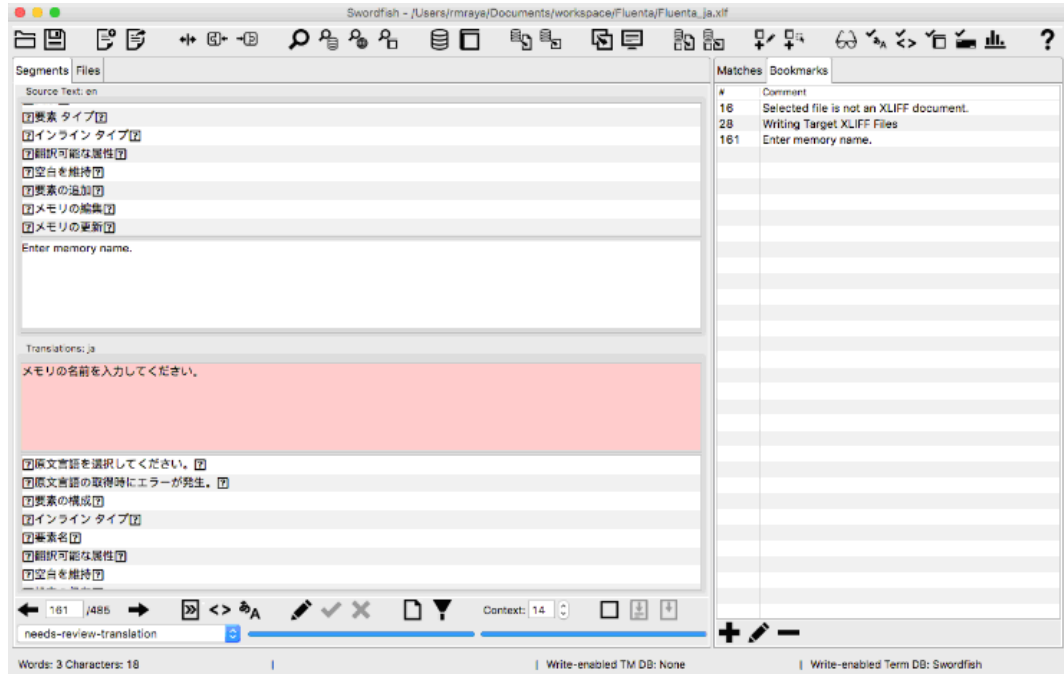 Swordfish - /Users/rmraya/Documents/workspace/Fluenta/Fluenta_ja.xlf
Segments Files
Source Text: en
?要素 タイプ?
?インライン タイプ?
?翻訳可能な属性?
?空白を維持?
?要素の追加?
?メモリの編集?
?メモリの更新?
Enter memory name.
Translations: ja
メモリの名前を入力してください。
?原文言語を選択してください。?
?原文言語の取得時にエラーが発生。?
?要素の構成?
?インライン タイプ?
?要素名?
?翻訳可能な属性?
?空白を維持?
161 /485 Context: 14
needs-review-translation
Words: 3 Characters: 18 | Write-enabled TM DB: None | Write-enabled Term DB: Swordfish
Matches Bookmarks
# Comment
16 Selected file is not an XLIFF document.
28 Writing Target XLIFF Files
161 Enter memory name.